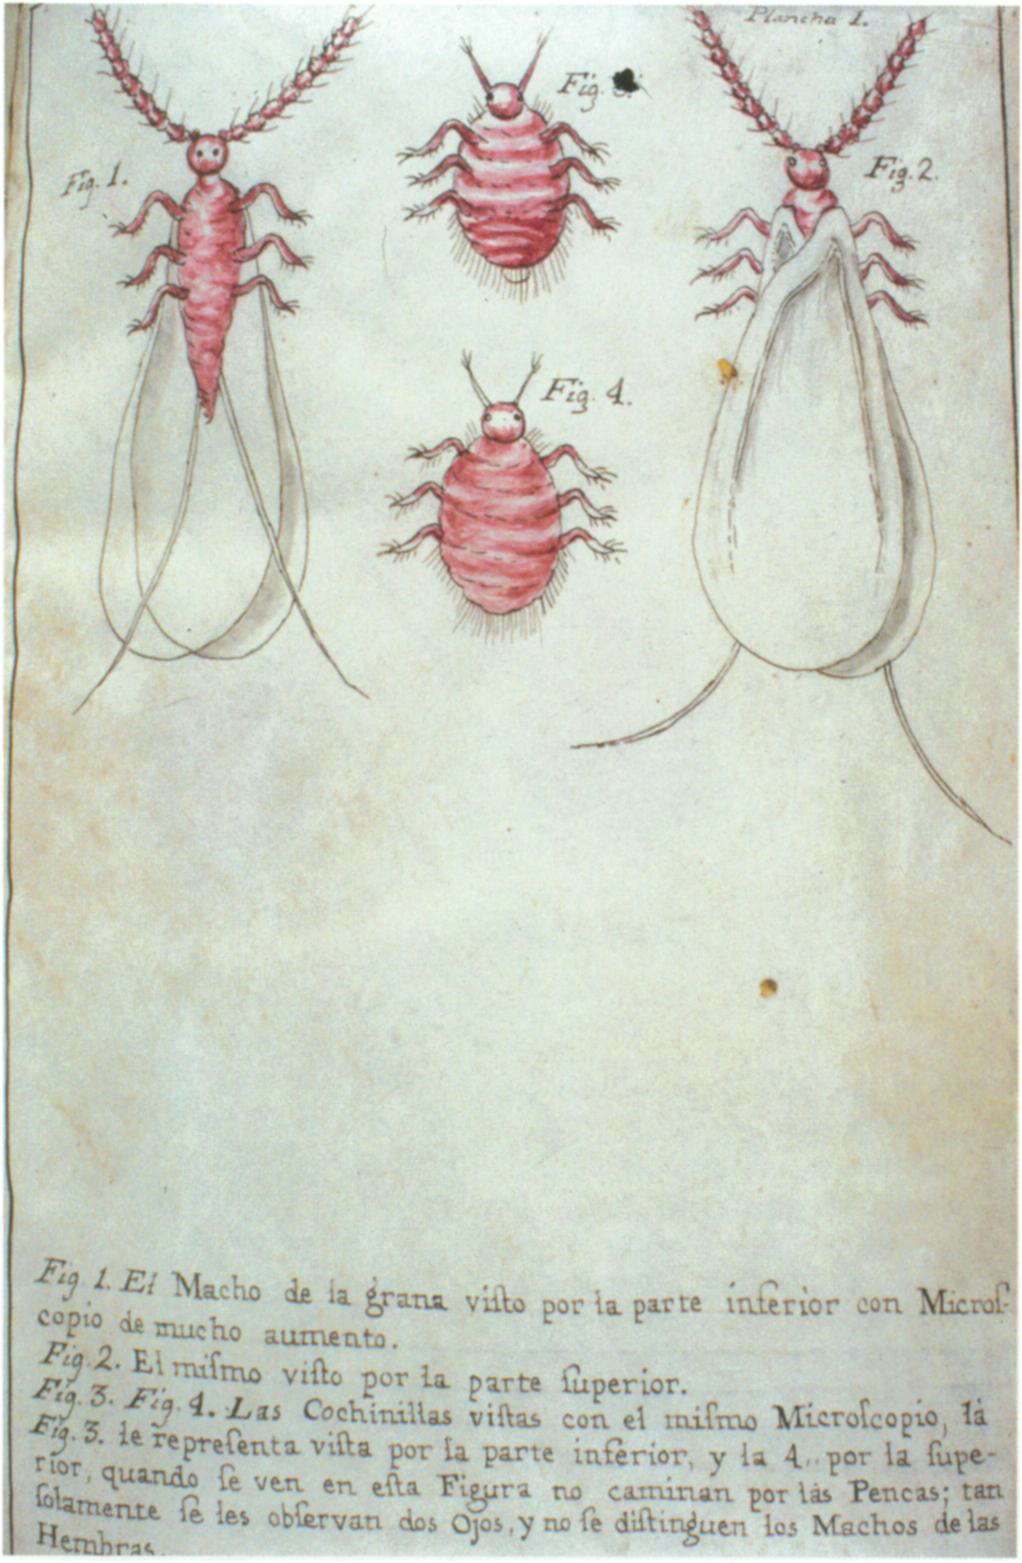 Plancha 1.
Fig. 1.
Fig.
Fig. 2.
Fig. 4.
Fig. 1. El Macho de la grana viſto por la parte inferior con Microſ-
copio de mucho aumento.
Fig. 2. El miſmo viſto por la parte ſuperior.
Fig. 3. Fig. 4. Las Cochinillas viſtas con el miſmo Microſcopio, la
Fig. 3. ſe repreſenta viſta por la parte inferior, y la 4. por la ſupe-
rior, quando ſe ven en eſta Figura no caminan por las Pencas; tan
ſolamente ſe les obſervan dos Ojos, y no ſe diſtinguen los Machos de las
Hembras.